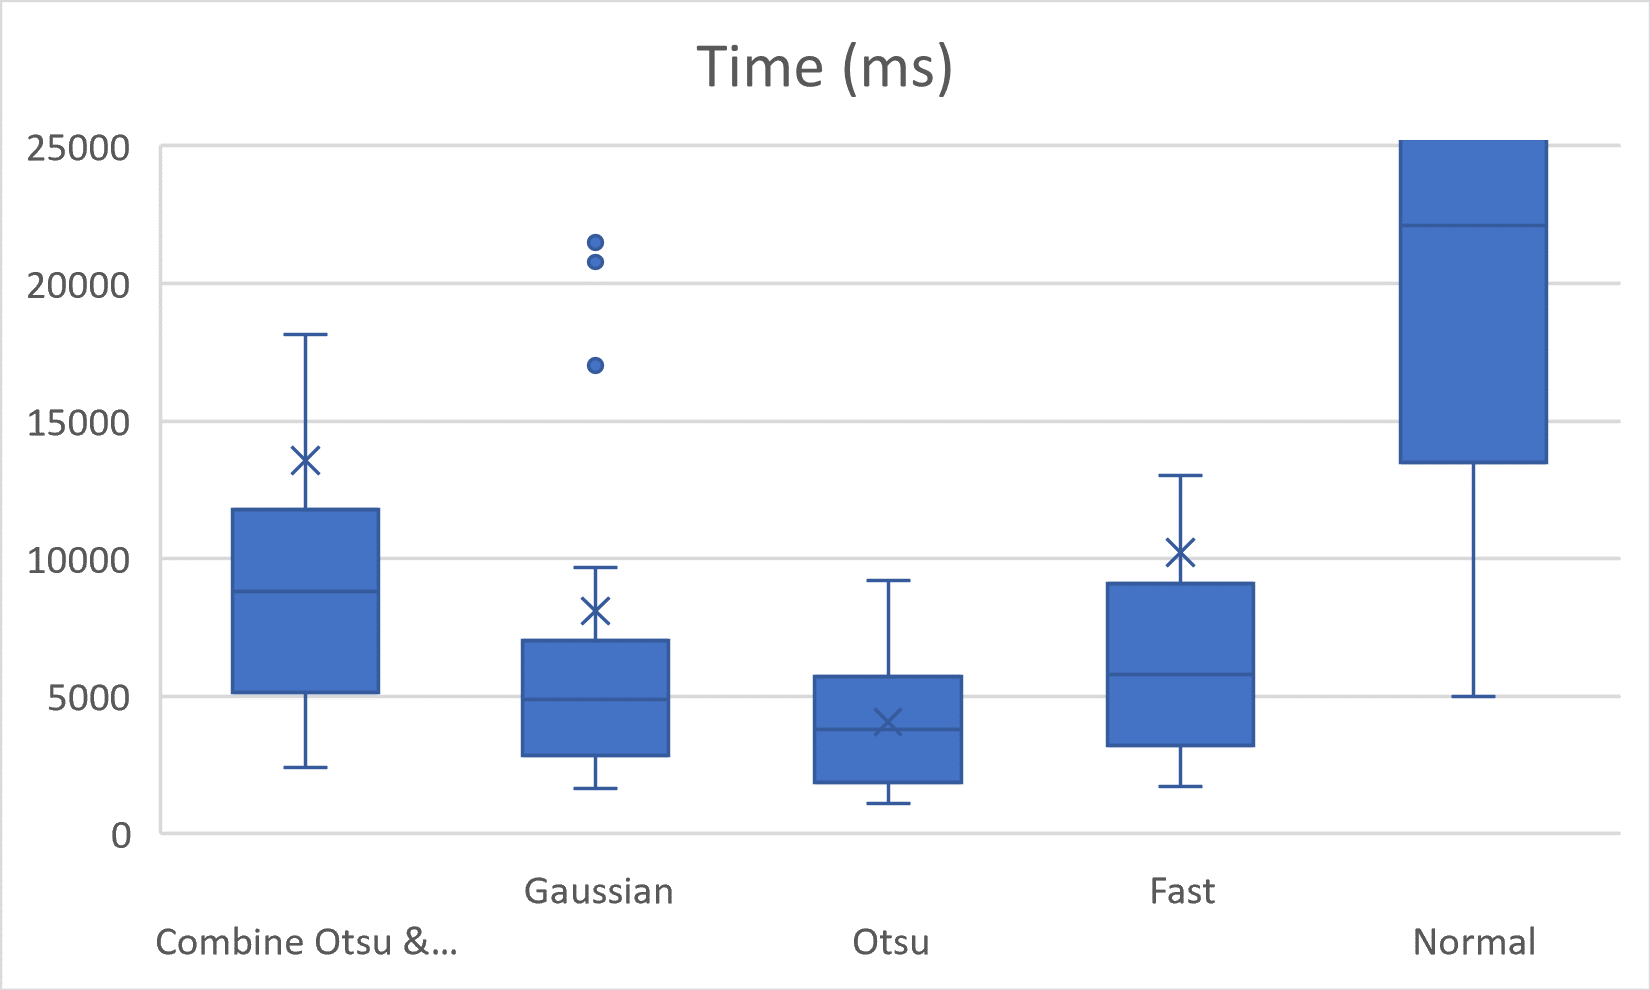 Time (ms)
25000
20000
15000
10000
5000
0
Gaussian
Fast
Combine Otsu &...
Otsu
Normal